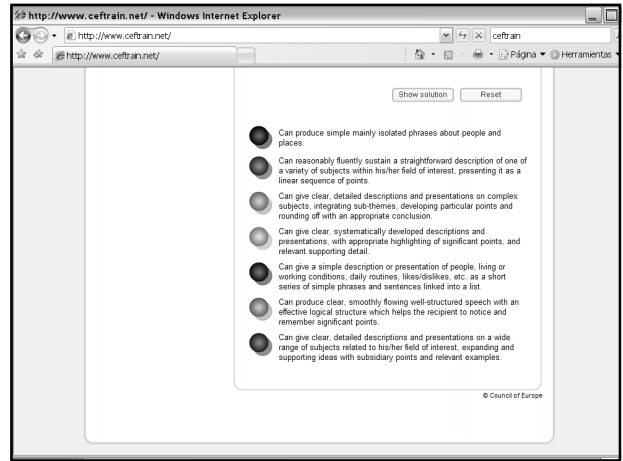 http://www.ceftrain.net/ - Windows Internet Explorer
http://www.ceftrain.net/
ceftrain
http://www.ceftrain.net/
Página
Herramientas
Show solution
Reset
Can produce simple mainly isolated phrases about people and
places.
Can reasonably fluently sustain a straightforward description of one of
a variety of subjects within his/her field of interest, presenting it as a
linear sequence of points.
Can give clear, detailed descriptions and presentations on complex
subjects, integrating sub-themes, developing particular points and
rounding off with an appropriate conclusion.
Can give clear, systematically developed descriptions and
presentations, with appropriate highlighting of significant points, and
relevant supporting detail.
Can give a simple description or presentation of people, living or
working conditions, daily routines, likes/dislikes, etc. as a short
series of simple phrases and sentences linked into a list.
Can produce clear, smoothly flowing well-structured speech with an
effective logical structure which helps the recipient to notice and
remember significant points.
Can give clear, detailed descriptions and presentations on a wide
range of subjects related to his/her field of interest, expanding and
supporting ideas with subsidiary points and relevant examples.
© Council of Europe